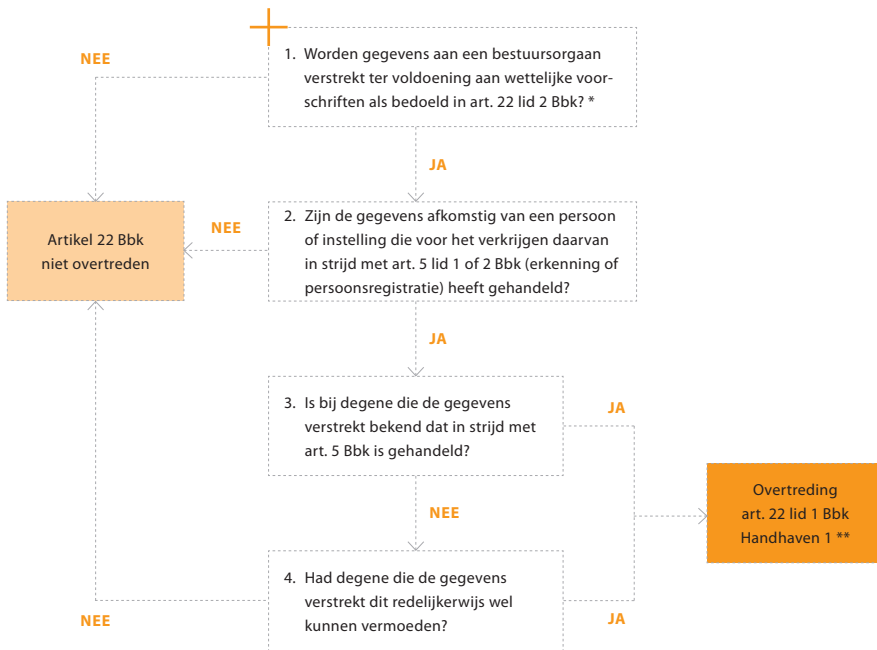 NEE
1. Worden gegevens aan een bestuursorgaan
verstrekt ter voldoening aan wettelijke voor-
schriften als bedoeld in art. 22 lid 2 Bbk? *
JA
Artikel 22 Bbk
niet overtreden
NEE
2. Zijn de gegevens afkomstig van een persoon
of instelling die voor het verkrijgen daarvan
in strijd met art. 5 lid 1 of 2 Bbk (erkenning of
persoonsregistratie) heeft gehandeld?
JA
3. Is bij degene die de gegevens
verstrekt bekend dat in strijd met
art. 5 Bbk is gehandeld?
JA
NEE
Overtreding
art. 22 lid 1 Bbk
Handhaven 1 **
4. Had degene die de gegevens
verstrekt dit redelijkerwijs wel
kunnen vermoeden?
NEE
JA